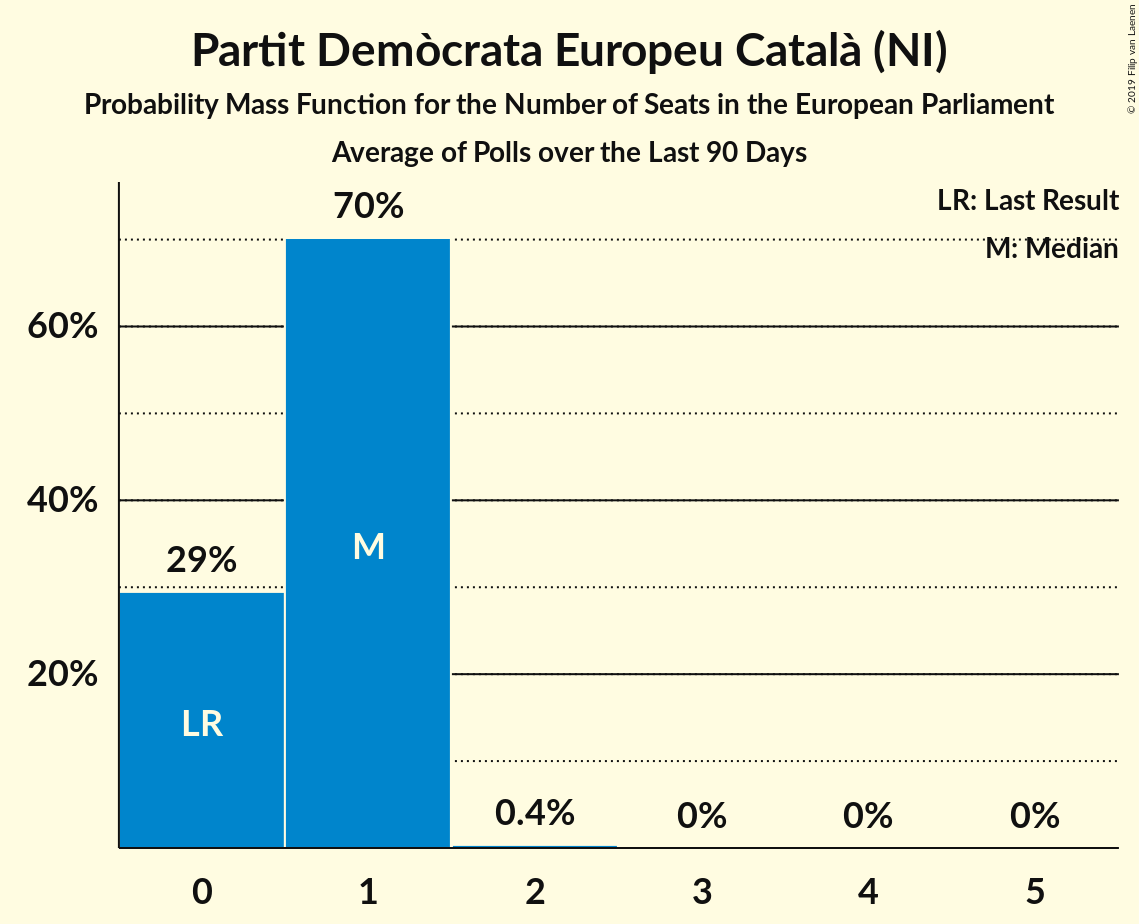 Partit Demòcrata Europeu Català (NI)
Probability Mass Function for the Number of Seats in the European Parliament
Average of Polls over the Last 90 Days
© 2019 Filip van Laenen
LR: Last Result
M: Median
70%
60%
40%
29%
M
20%
LR
0.4%
0%
0%
0%
0
1
2
3
4
5